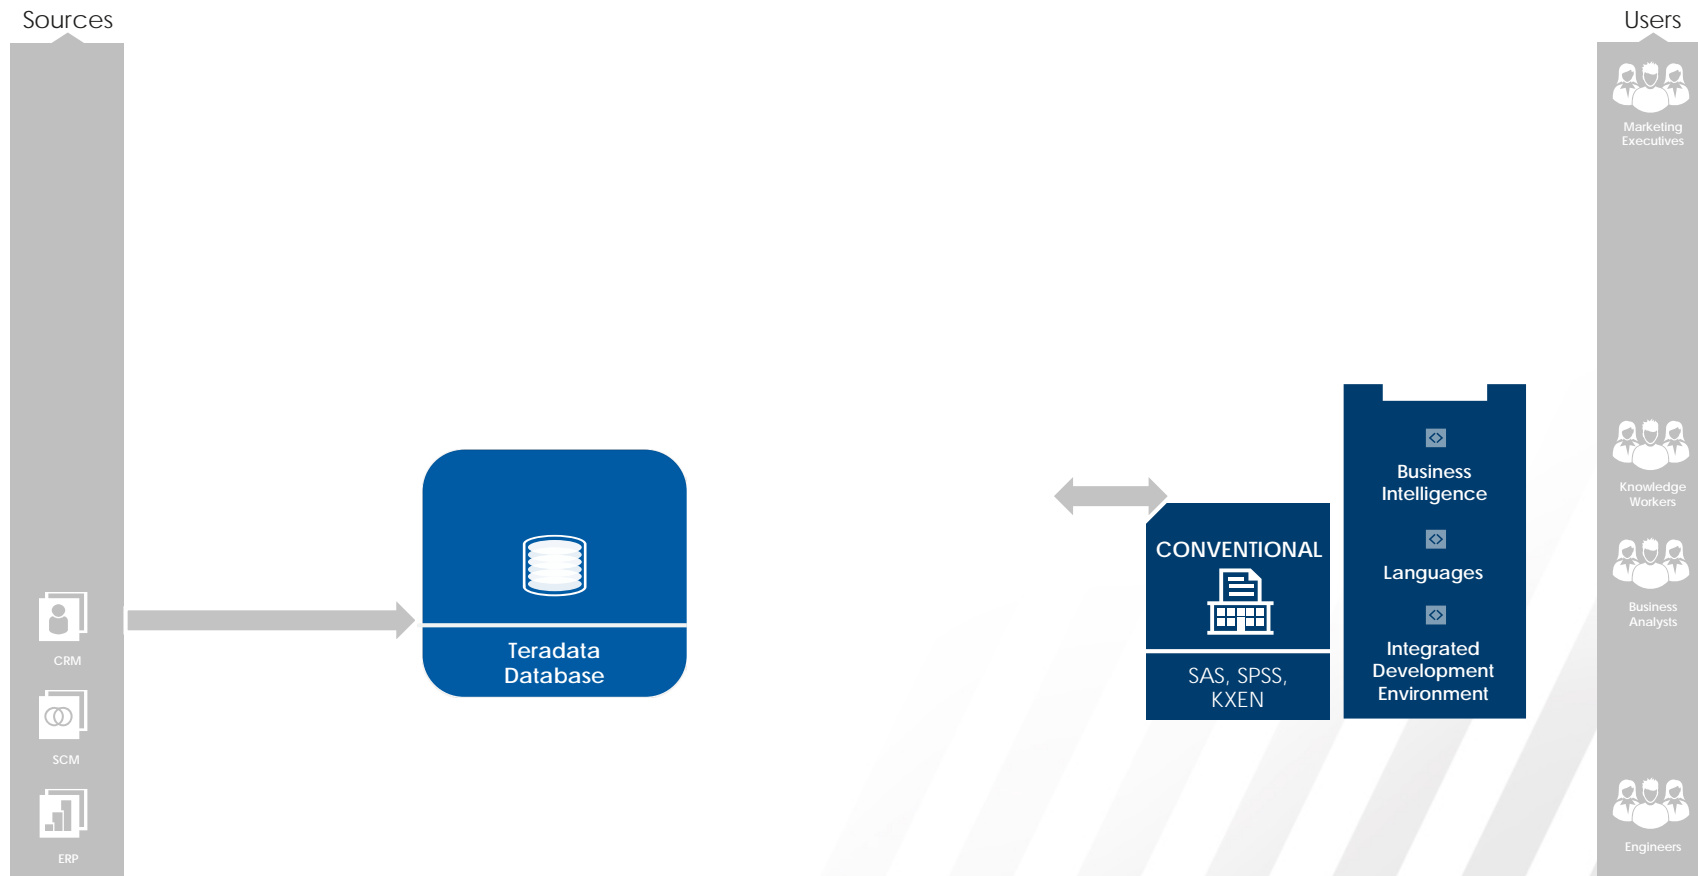 Sources
Users
Marketing
Executives
Business
Intelligence
Knowledge
Workers
CONVENTIONAL
Languages
Business
Analysts
CRM
Teradata
Database
SAS, SPSS,
KXEN
Integrated
Development
Environment
SCM
ERP
Engineers